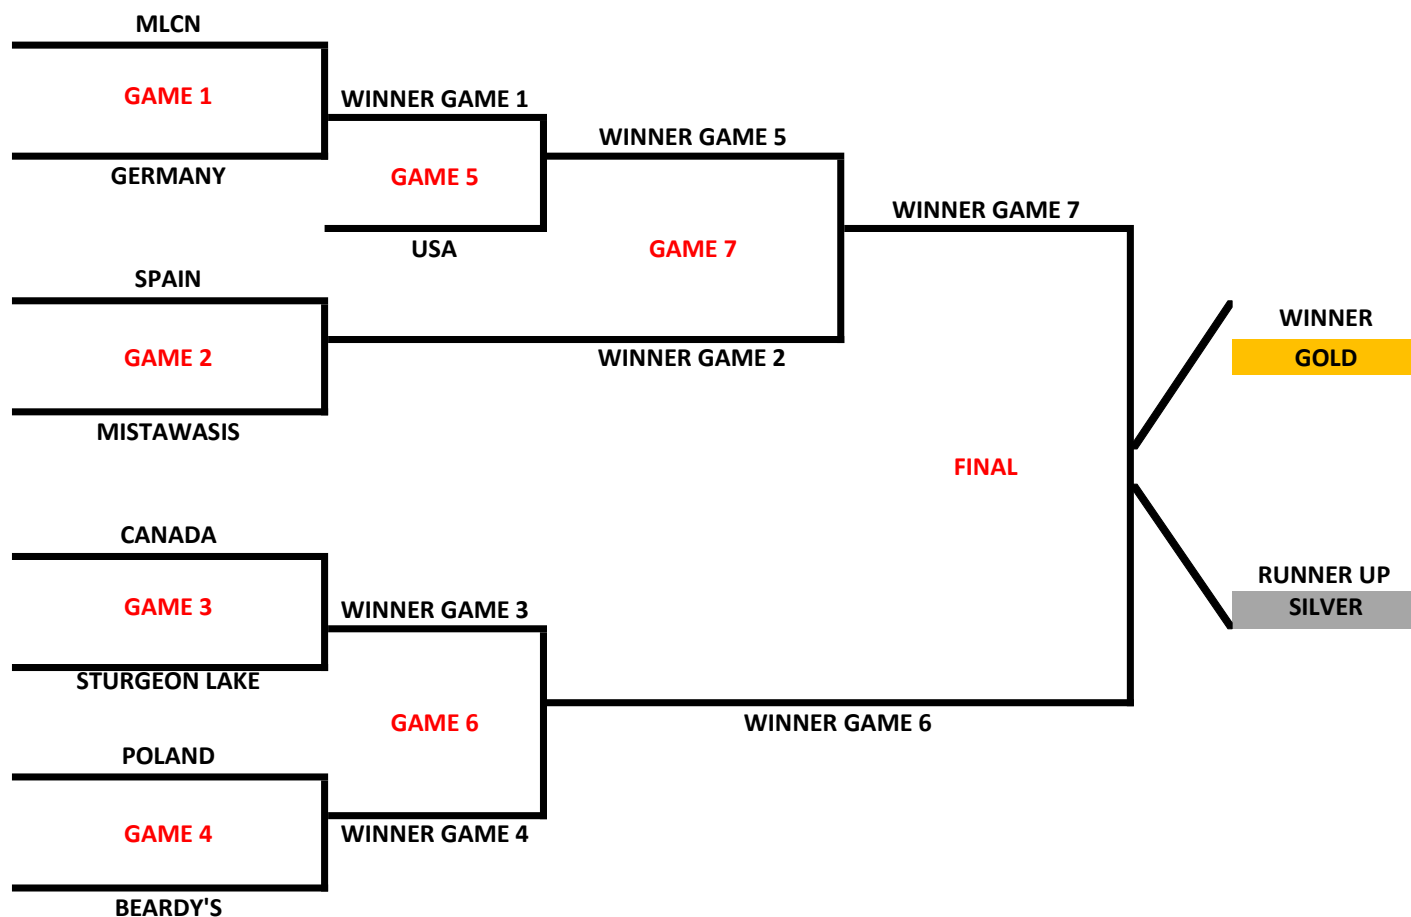 MLCN
GAME 1
WINNER GAME 1
WINNER GAME 5
GERMANY
GAME 5
WINNER GAME 7
USA
GAME 7
SPAIN
WINNER
GOLD
GAME 2
WINNER GAME 2
MISTAWASIS
FINAL
CANADA
RUNNER UP
SILVER
GAME 3
WINNER GAME 3
STURGEON LAKE
GAME 6
WINNER GAME 6
POLAND
GAME 4
WINNER GAME 4
BEARDY'S